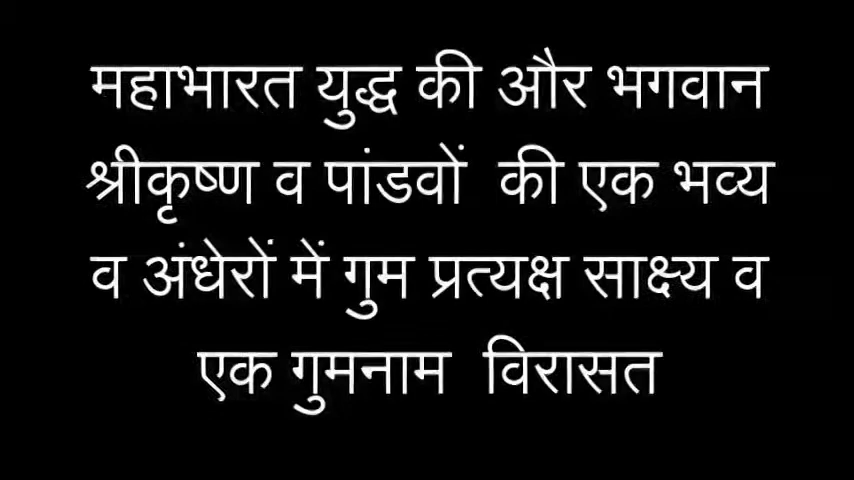 महाभारत युद्ध की और भगवान
श्रीकृष्ण व पांडवों की एक भव्य
व अंधेरों में गुम प्रत्यक्ष साक्ष्य व
एक गुमनाम विरासत